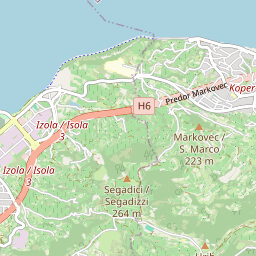 H6
Predor Markovec
Koper
Izola / Isola
3
Markovec /
S. Marco
223 m
Izola / Isola
3
Segadici /
Segadizzi
264 m